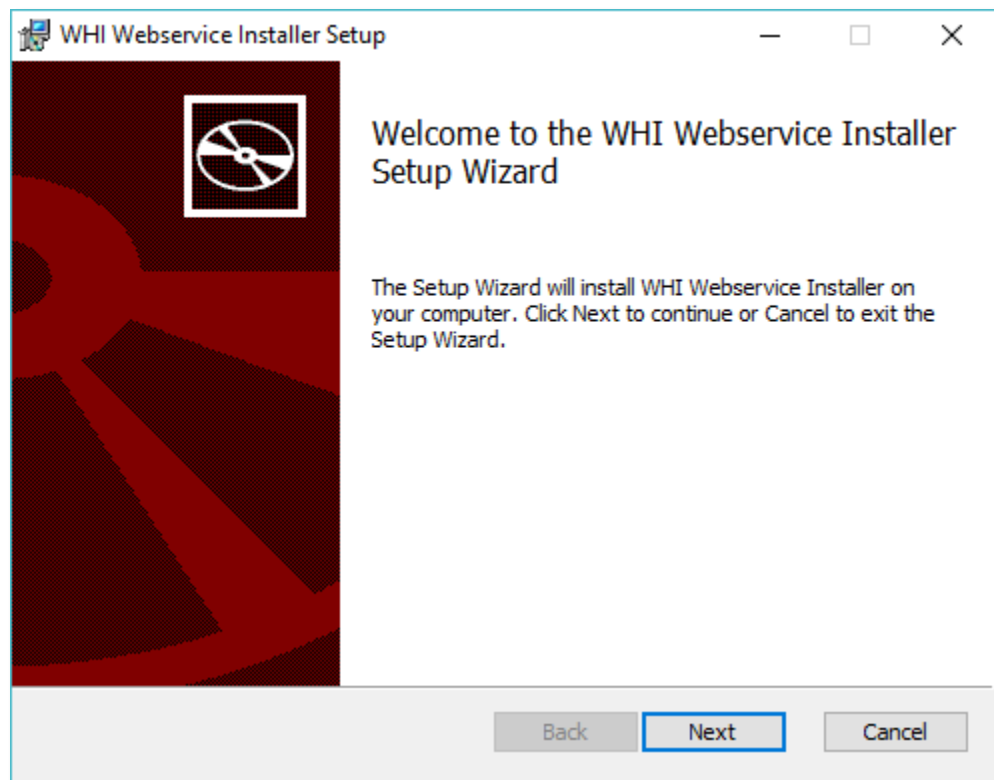 WHI Webservice Installer Setup
Welcome to the WHI Webservice Installer
Setup Wizard
The Setup Wizard will install WHI Webservice Installer on
your computer. Click Next to continue or Cancel to exit the
Setup Wizard.
Back Next Cancel